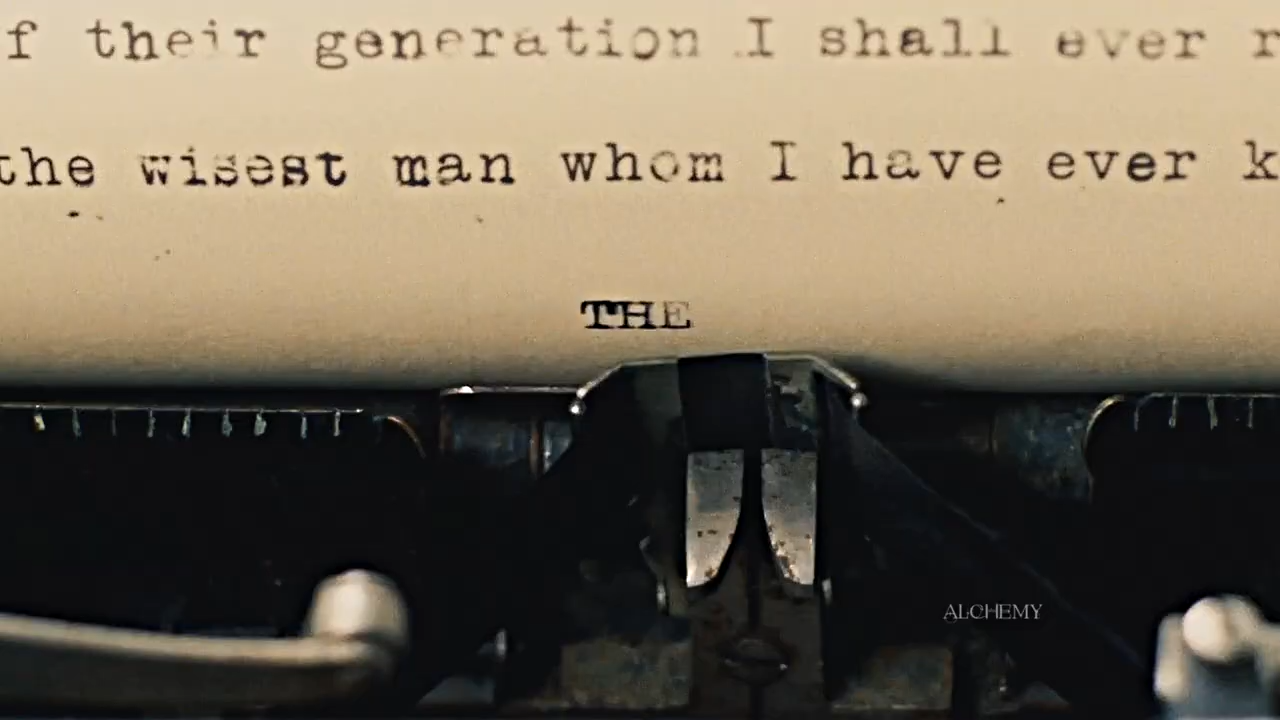 f their generation I shall ever r
the wisest man whom I have ever k
THE
ALCHEMY